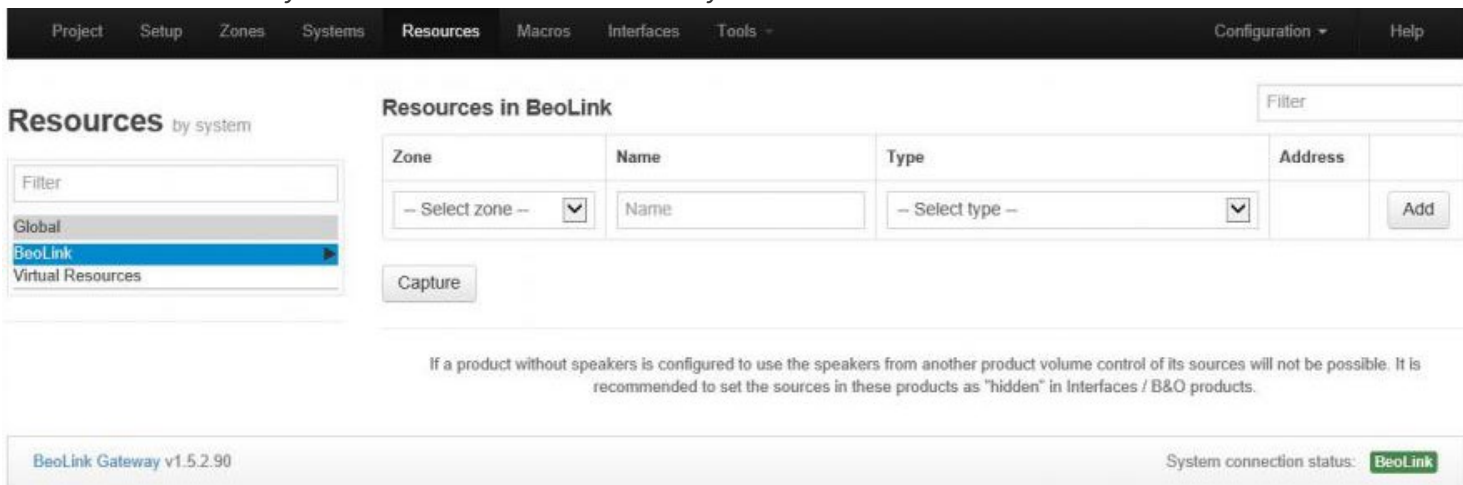 Project Setup Zones Systems Resources Macros Interfaces Tools Configuration Help
Resources by system
Filter
Global
BeoLink
Virtual Resources
Resources in BeoLink
Filter
Zone Name Type Address
-- Select zone -- Name -- Select type -- Add
Capture
If a product without speakers is configured to use the speakers from another product volume control of its sources will not be possible. It is
recommended to set the sources in these products as "hidden" in Interfaces / B&O products.
BeoLink Gateway v1.5.2.90
System connection status: BeoLink